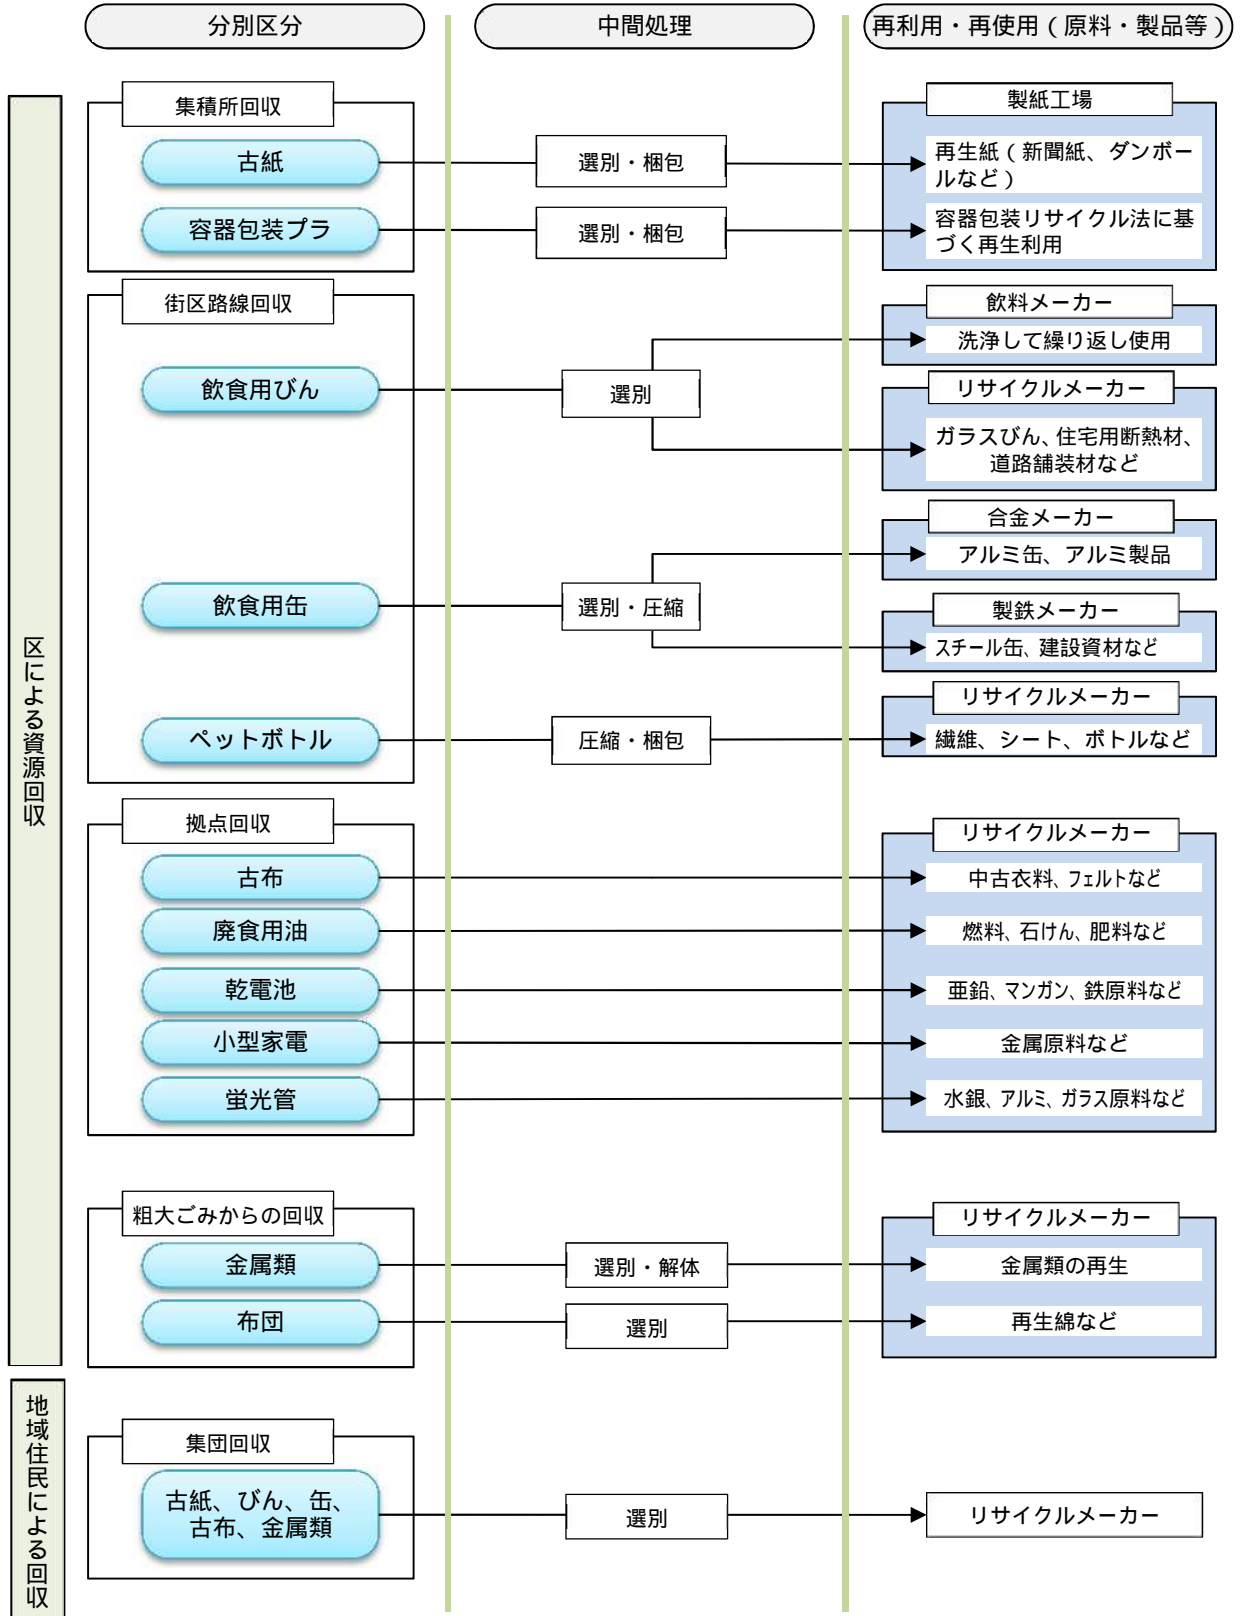 分別区分
中間処理
再利用・再使用（原料・製品等）
区による資源回収
集積所回収
製紙工場
古紙
選別・梱包
再生紙（新聞紙、ダンボー
ルなど）
容器包装プラ
選別・梱包
容器包装リサイクル法に基
づく再生利用
街区路線回収
飲料メーカー
洗浄して繰り返し使用
飲食用びん
選別
リサイクルメーカー
ガラスびん、住宅用断熱材、
道路舗装材など
合金メーカー
アルミ缶、アルミ製品
飲食用缶
選別・圧縮
製鉄メーカー
スチール缶、建設資材など
リサイクルメーカー
ペットボトル
圧縮・梱包
繊維、シート、ボトルなど
拠点回収
リサイクルメーカー
古布
中古衣料、フェルトなど
廃食用油
燃料、石けん、肥料など
乾電池
亜鉛、マンガン、鉄原料など
小型家電
金属原料など
蛍光管
水銀、アルミ、ガラス原料など
粗大ごみからの回収
リサイクルメーカー
金属類
選別・解体
金属類の再生
布団
選別
再生綿など
地域住民による回収
集団回収
古紙、びん、缶、
古布、金属類
選別
リサイクルメーカー